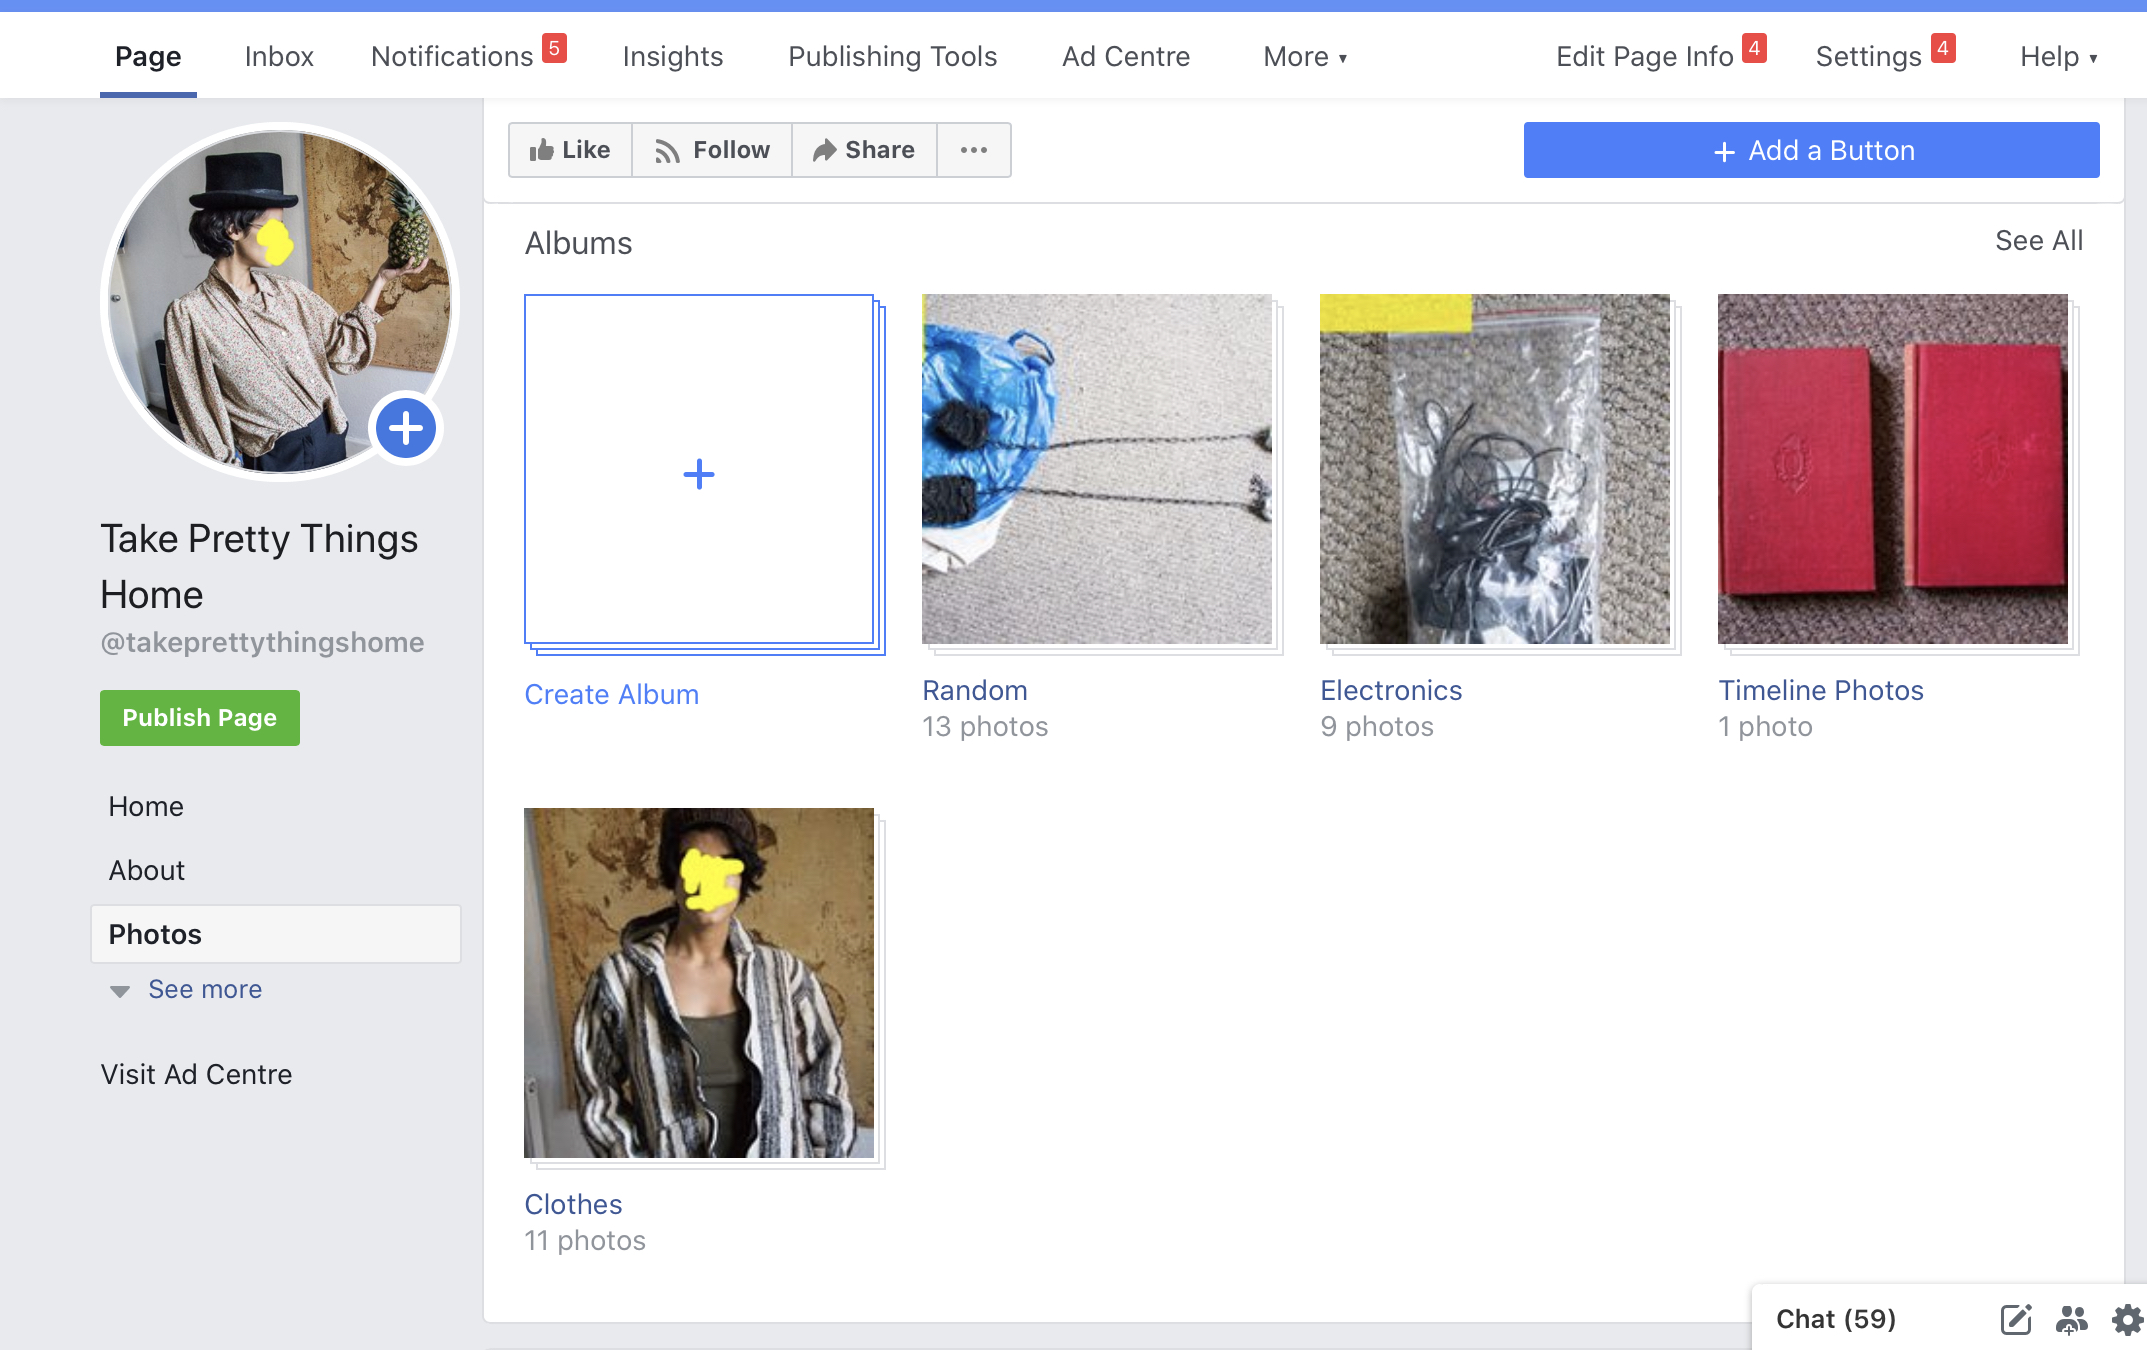 Page Inbox Notifications 5 Insights Publishing Tools Ad Centre More ▾ Edit Page Info 4 Settings 4 Help ▾
Like Follow Share ••• + Add a Button
Albums See All
Take Pretty Things
Home
@takeprettythingshome
Publish Page
Home
About
Photos
See more
Visit Ad Centre
Create Album
Random
13 photos
Electronics
9 photos
Timeline Photos
1 photo
Clothes
11 photos
Chat (59)